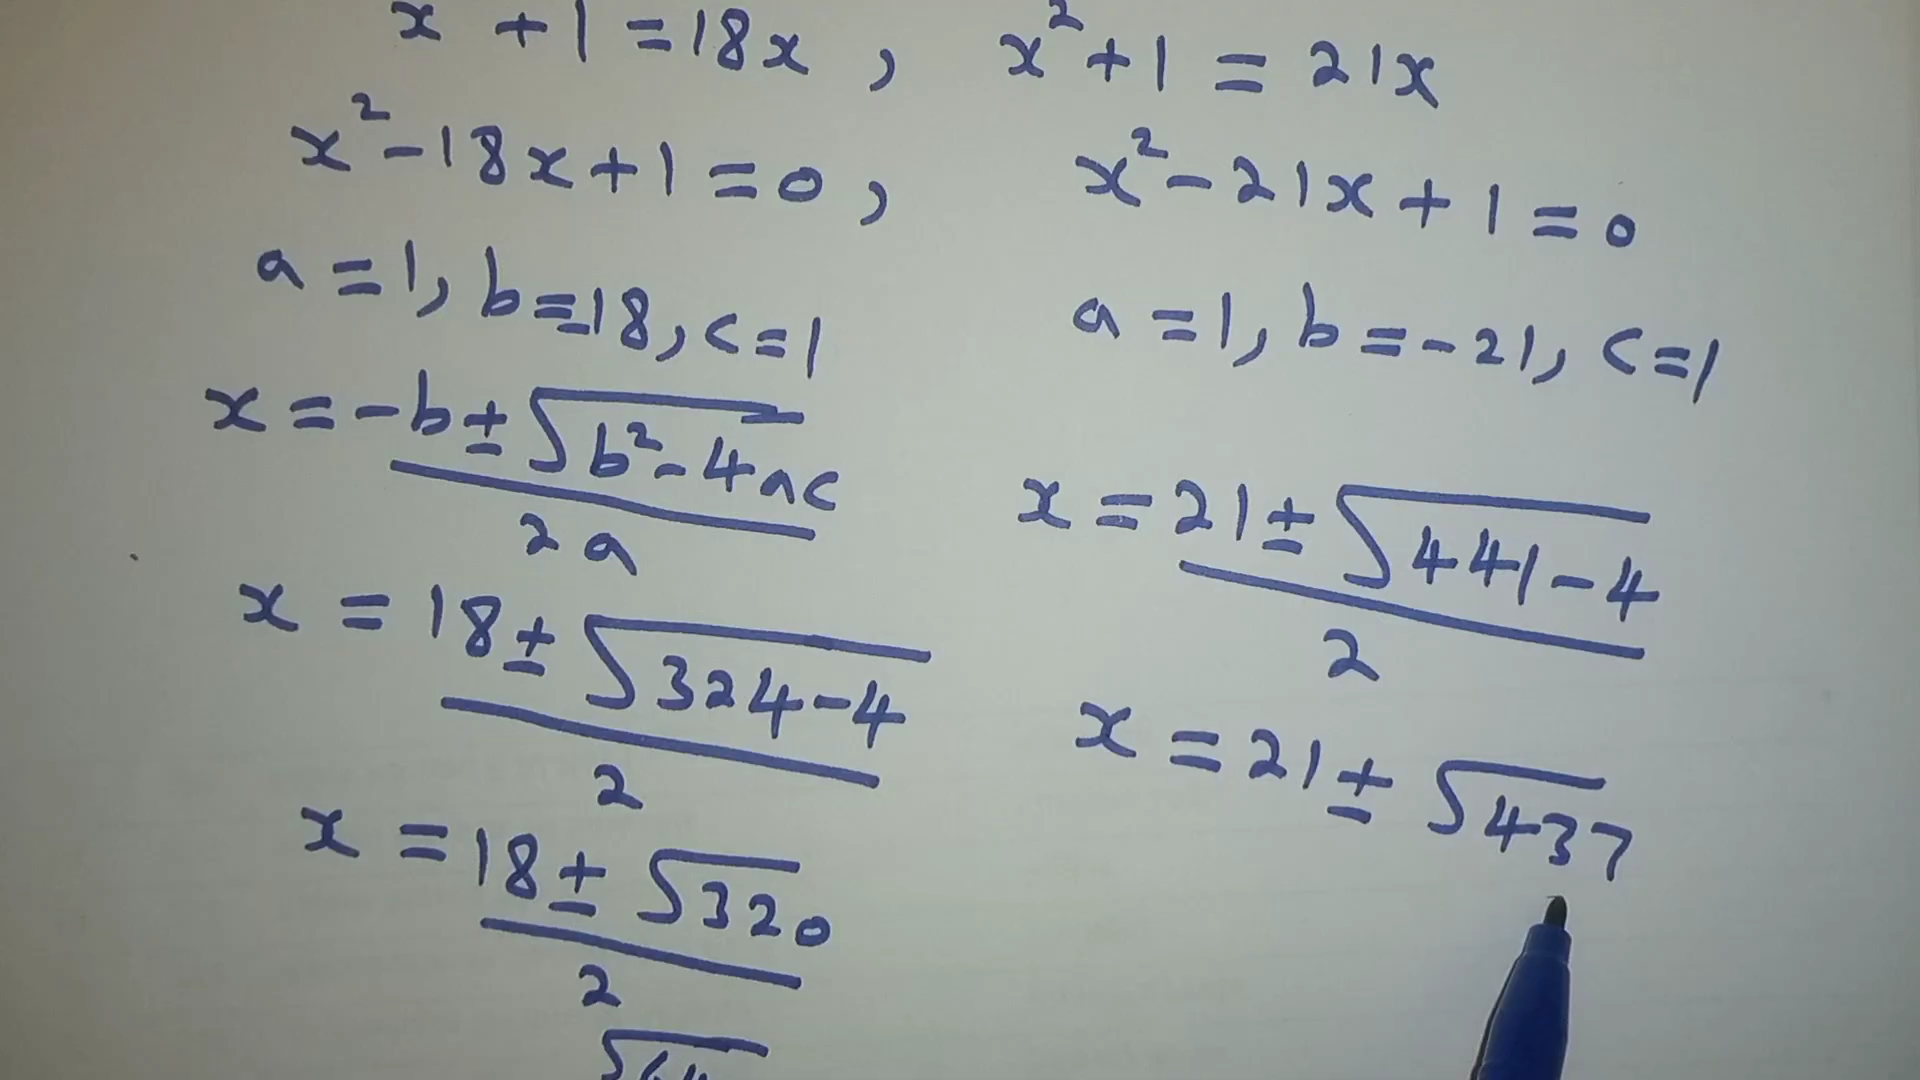 x + 1 = 18x , x² + 1 = 21x
x² - 18x + 1 = 0 , x² - 21x + 1 = 0
a = 1, b = -18, c = 1 a = 1, b = -21, c = 1
x = -b ± √b² - 4ac
2a
x = 21 ± √441 - 4
2
x = 18 ± √324 - 4
2
x = 21 ± √437
x = 18 ± √320
2